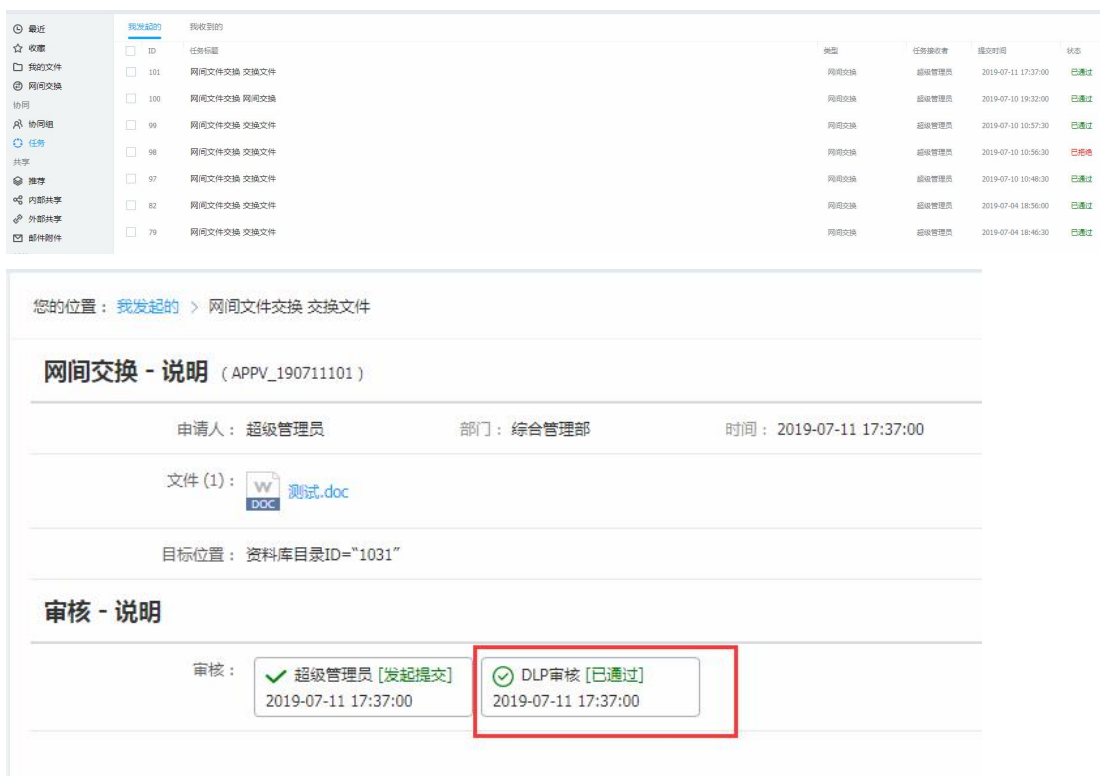 最近
收藏
我的文件
网间交换
协同
协同组
任务
共享
推荐
内部共享
外部共享
邮件附件
我发起的 我收到的
ID 任务标题 类型 任务接收者 提交时间 状态
101 网间文件交换 交换文件 网间交换 超级管理员 2019-07-11 17:37:00 已通过
100 网间文件交换 网间交换 网间交换 超级管理员 2019-07-10 19:32:00 已通过
99 网间文件交换 交换文件 网间交换 超级管理员 2019-07-10 10:57:30 已通过
98 网间文件交换 交换文件 网间交换 超级管理员 2019-07-10 10:56:30 已拒绝
97 网间文件交换 交换文件 网间交换 超级管理员 2019-07-10 10:48:30 已通过
82 网间文件交换 交换文件 网间交换 超级管理员 2019-07-04 18:56:00 已通过
79 网间文件交换 交换文件 网间交换 超级管理员 2019-07-04 18:46:30 已通过
您的位置： 我发起的 > 网间文件交换 交换文件
网间交换 - 说明 （ APPV_190711101 ）
申请人： 超级管理员 部门： 综合管理部 时间： 2019-07-11 17:37:00
文件 (1)： W DOC 测试.doc
目标位置： 资料库目录ID=“1031”
审核 - 说明
审核： 超级管理员 [发起提交] DLP审核 [已通过]
2019-07-11 17:37:00 2019-07-11 17:37:00